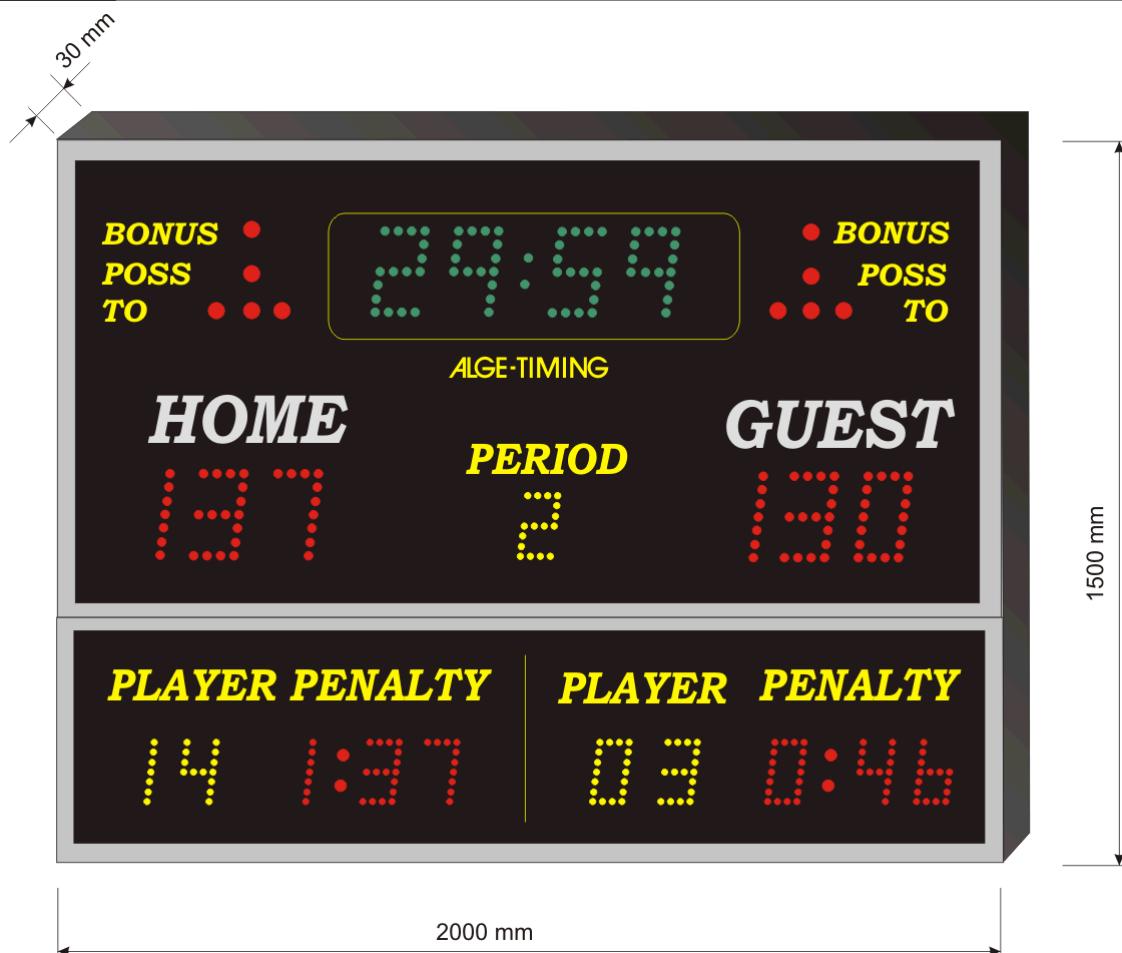 30 mm
BONUS 29:59 BONUS
POSS POSS
TO TO
ALGE-TIMING
HOME GUEST
PERIOD
137 2 130
PLAYER PENALTY PLAYER PENALTY
14 1:37 03 0:46
1500 mm
2000 mm